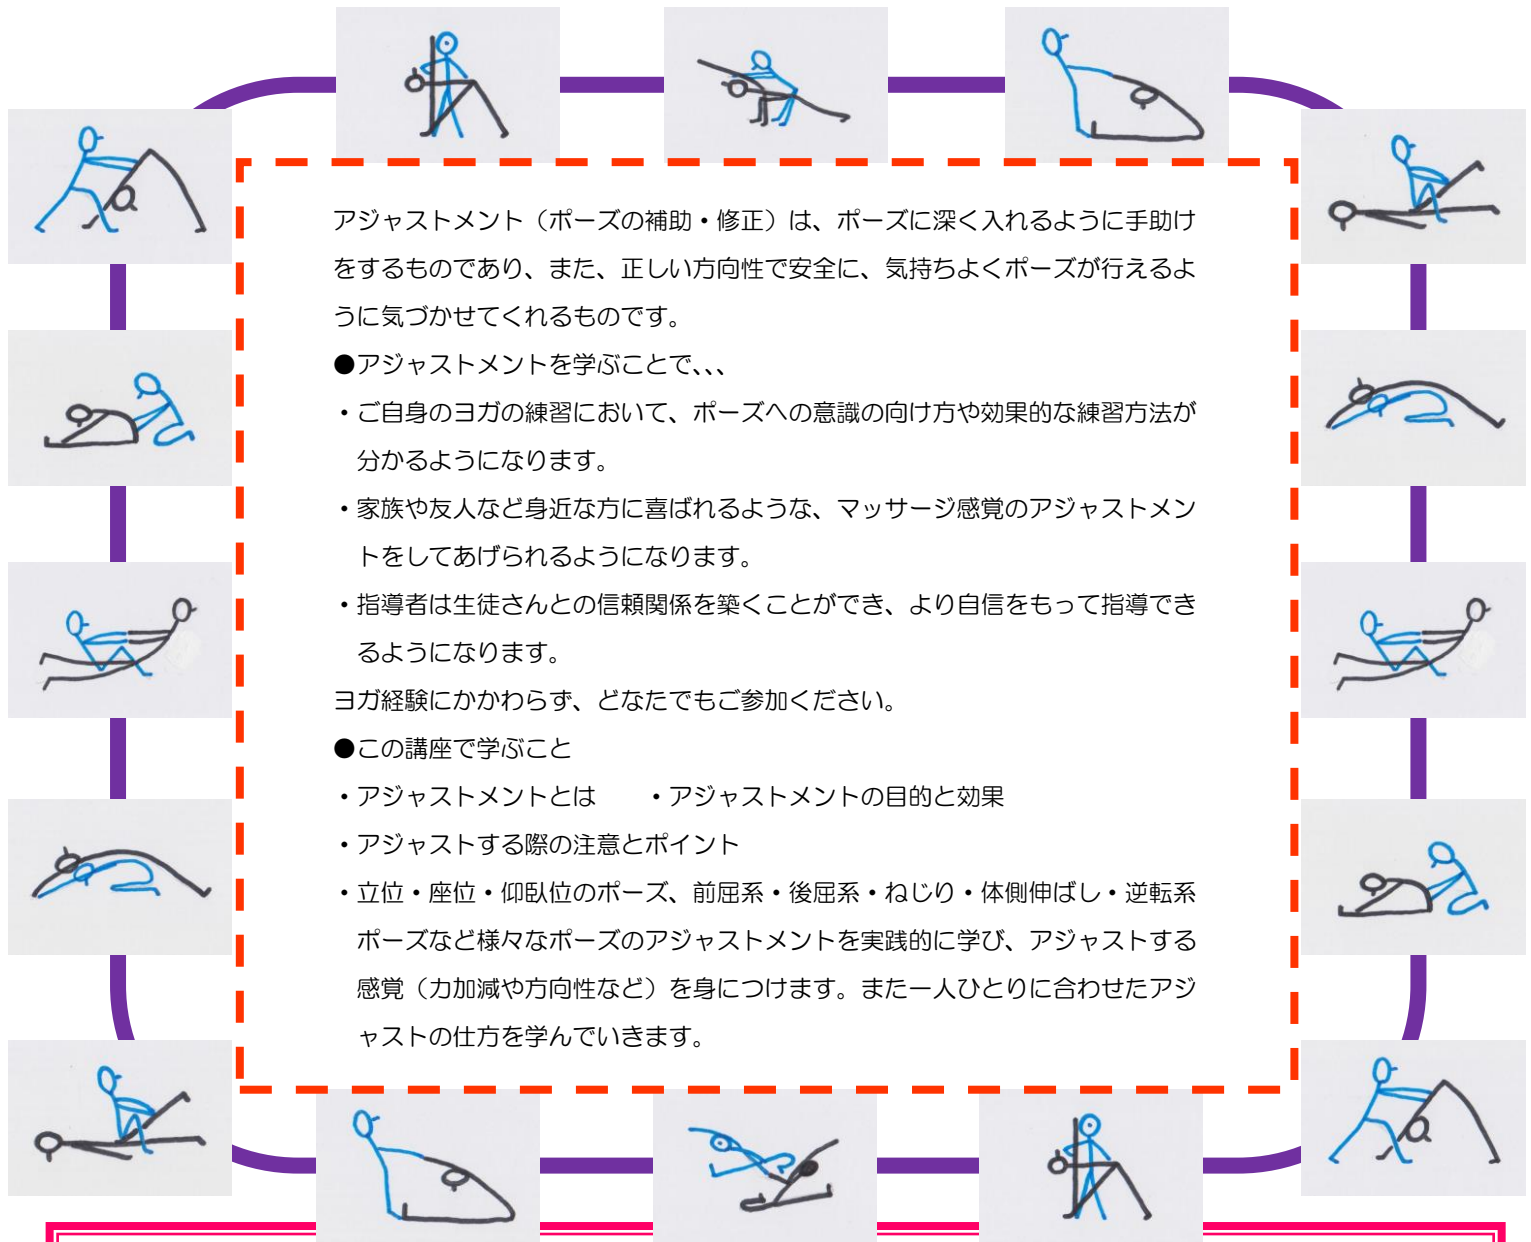 アジャストメント（ポーズの補助・修正）は、ポーズに深く入れるように手助け
をするものであり、また、正しい方向性で安全に、気持ちよくポーズが行えるよ
うに気づかせてくれるものです。
●アジャストメントを学ぶことで、、、
・ご自身のヨガの練習において、ポーズへの意識の向け方や効果的な練習方法が
分かるようになります。
・家族や友人など身近な方に喜ばれるような、マッサージ感覚のアジャストメン
トをしてあげられるようになります。
・指導者は生徒さんとの信頼関係を築くことができ、より自信をもって指導でき
るようになります。
ヨガ経験にかかわらず、どなたでもご参加ください。
●この講座で学ぶこと
・アジャストメントとは　　・アジャストメントの目的と効果
・アジャストする際の注意とポイント
・立位・座位・仰臥位のポーズ、前屈系・後屈系・ねじり・体側伸ばし・逆転系
ポーズなど様々なポーズのアジャストメントを実践的に学び、アジャストする
感覚（力加減や方向性など）を身につけます。また一人ひとりに合わせたアジ
ャストの仕方を学んでいきます。